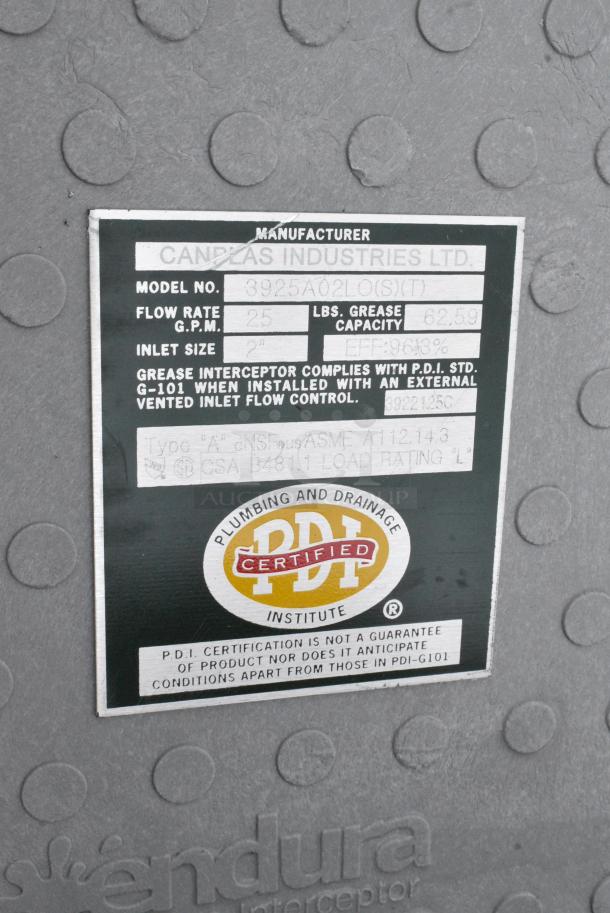 MANUFACTURER
CANPLAS INDUSTRIES LTD.
MODEL NO. 3925A02LO(S)(T)
FLOW RATE G.P.M. 25 LBS. GREASE CAPACITY 62.59
INLET SIZE 2" EFF:96.3%
GREASE INTERCEPTOR COMPLIES WITH P.D.I. STD.
G-101 WHEN INSTALLED WITH AN EXTERNAL
VENTED INLET FLOW CONTROL. 3922125C
Type "A" cNSFus ASME A112.14.3
CSA B481.1 LOAD RATING "L"
PLUMBING AND DRAINAGE
PDI
CERTIFIED
INSTITUTE ®
P.D.I. CERTIFICATION IS NOT A GUARANTEE
OF PRODUCT NOR DOES IT ANTICIPATE
CONDITIONS APART FROM THOSE IN PDI-G101
endura
Interceptor